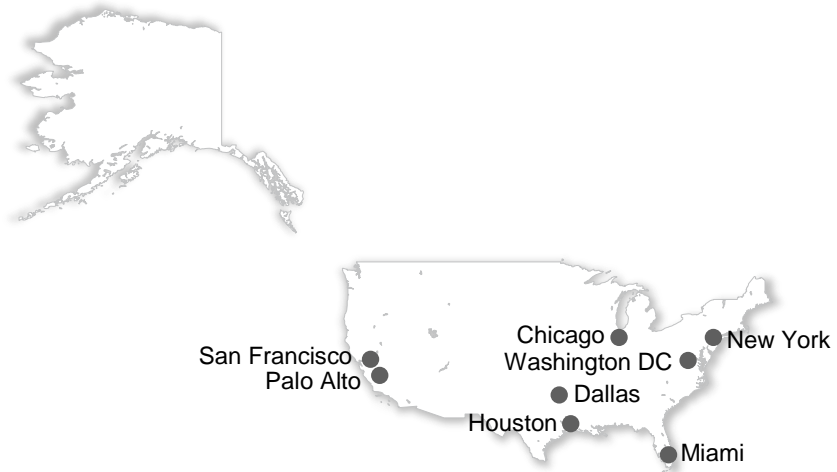 Chicago
New York
San Francisco
Washington DC
Palo Alto
Dallas
Houston
Miami